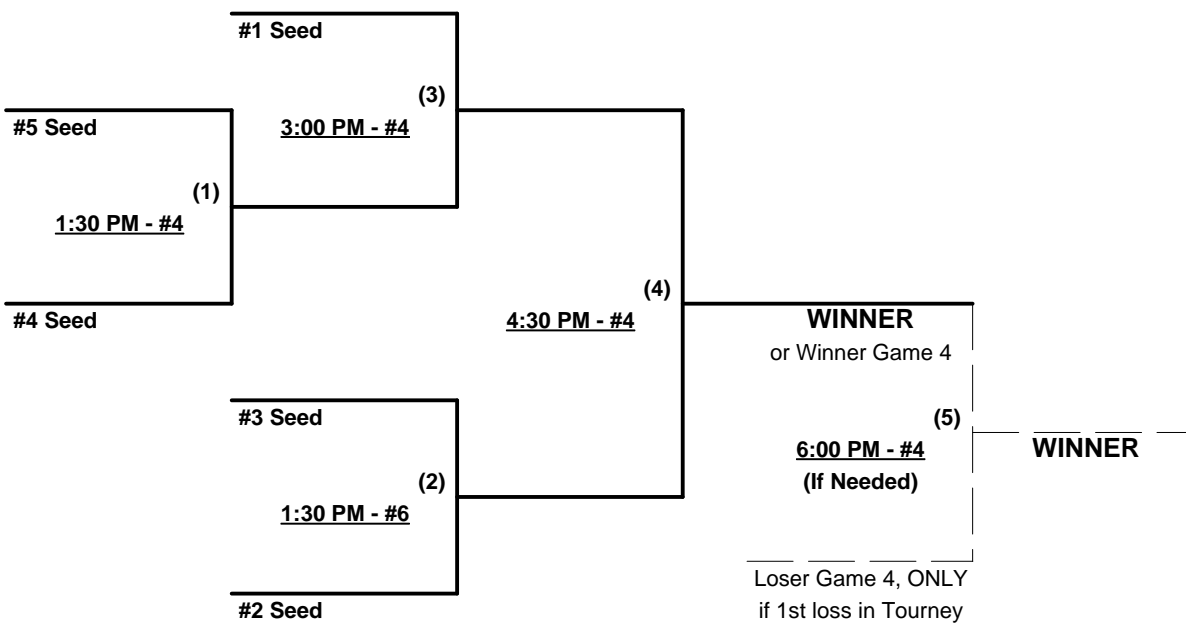 #1 Seed
(3)
3:00 PM - #4
#5 Seed
(1)
1:30 PM - #4
#4 Seed
(4)
4:30 PM - #4
WINNER
or Winner Game 4
#3 Seed
(2)
1:30 PM - #6
#2 Seed
(5)
6:00 PM - #4
(If Needed)
WINNER
Loser Game 4, ONLY
if 1st loss in Tourney